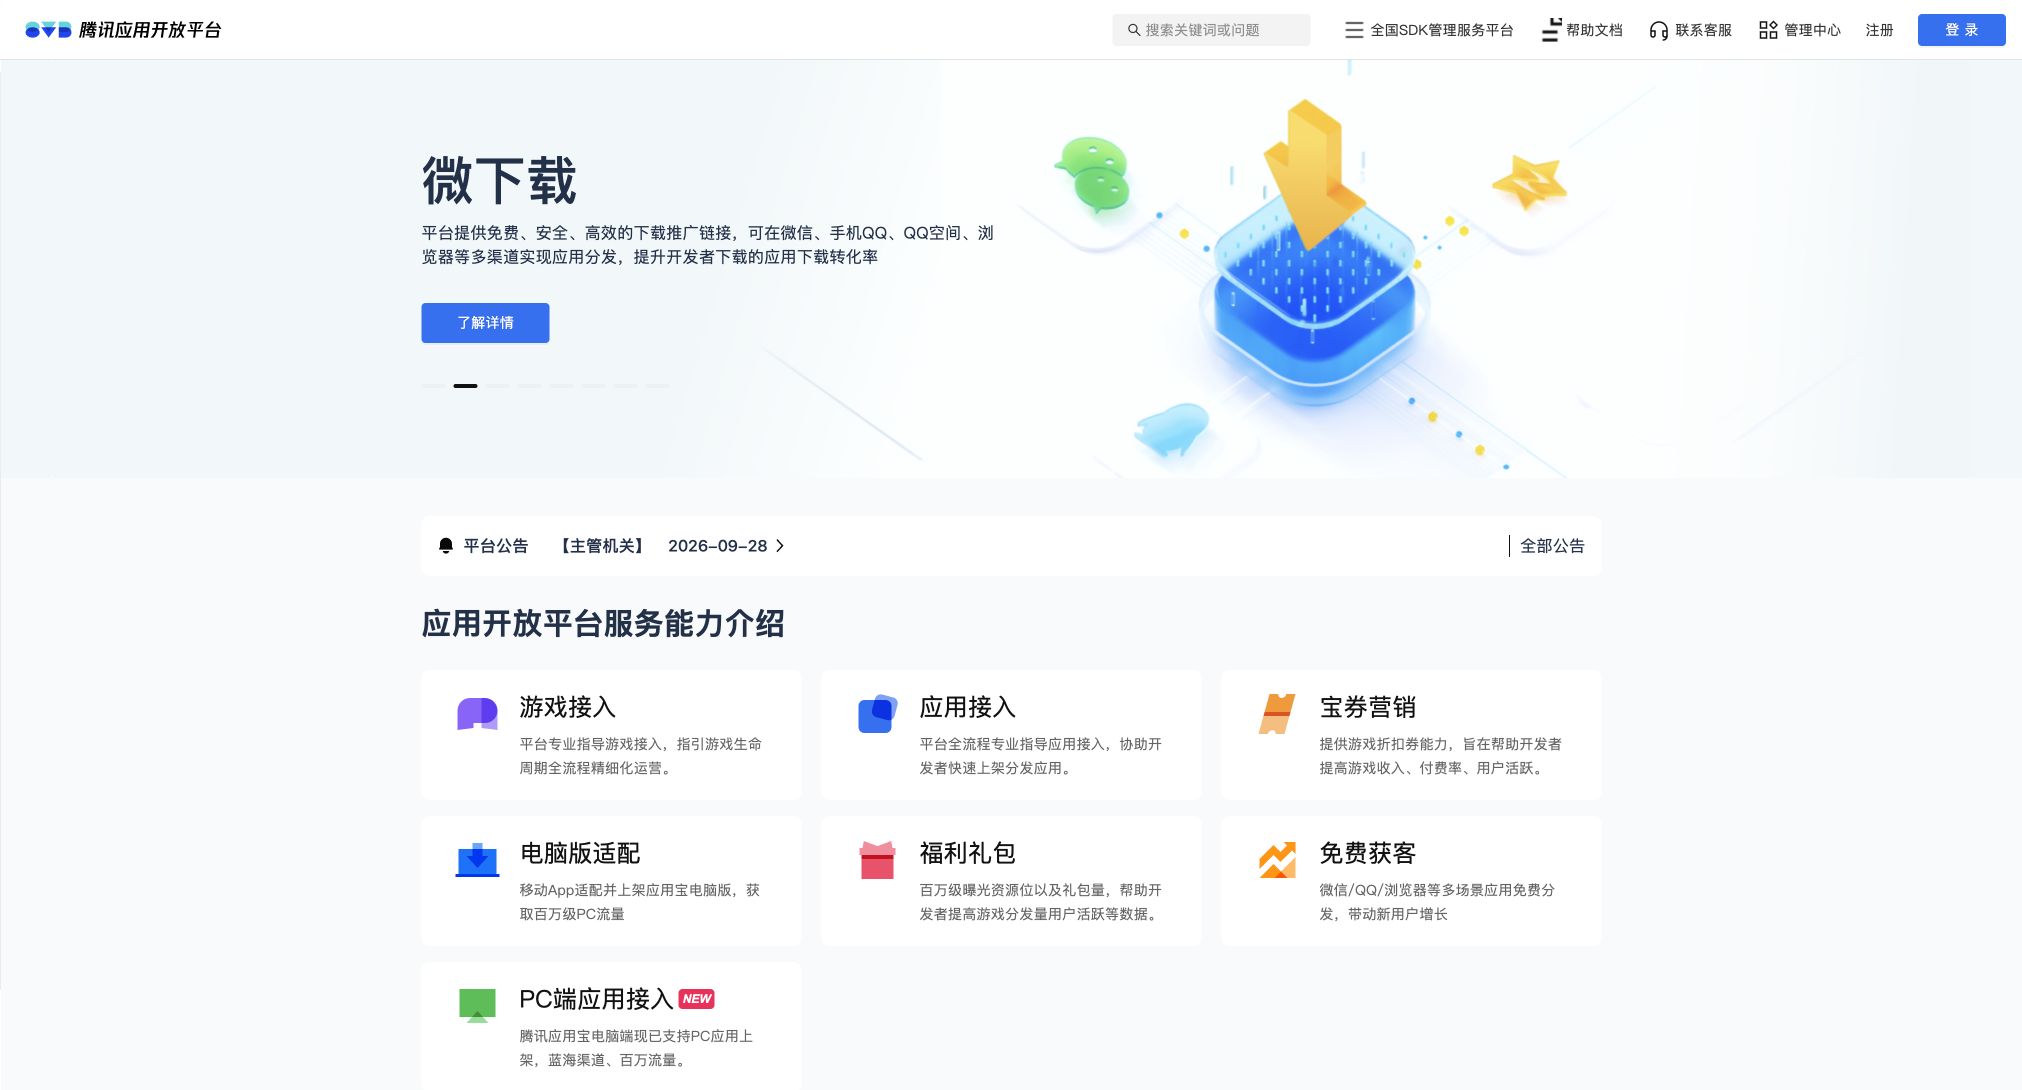 腾讯应用开放平台
搜索关键词或问题
全国SDK管理服务平台
帮助文档
联系客服
管理中心
注册
登 录
微下载
平台提供免费、安全、高效的下载推广链接，可在微信、手机QQ、QQ空间、浏
览器等多渠道实现应用分发，提升开发者下载的应用下载转化率
了解详情
平台公告
【主管机关】
2026-09-28
全部公告
应用开放平台服务能力介绍
游戏接入
平台专业指导游戏接入，指引游戏生命
周期全流程精细化运营。
应用接入
平台全流程专业指导应用接入，协助开
发者快速上架分发应用。
宝券营销
提供游戏折扣券能力，旨在帮助开发者
提高游戏收入、付费率、用户活跃。
电脑版适配
移动App适配并上架应用宝电脑版，获
取百万级PC流量
福利礼包
百万级曝光资源位以及礼包量，帮助开
发者提高游戏分发量用户活跃等数据。
免费获客
微信/QQ/浏览器等多场景应用免费分
发，带动新用户增长
PC端应用接入 NEW
腾讯应用宝电脑端现已支持PC应用上
架，蓝海渠道、百万流量。